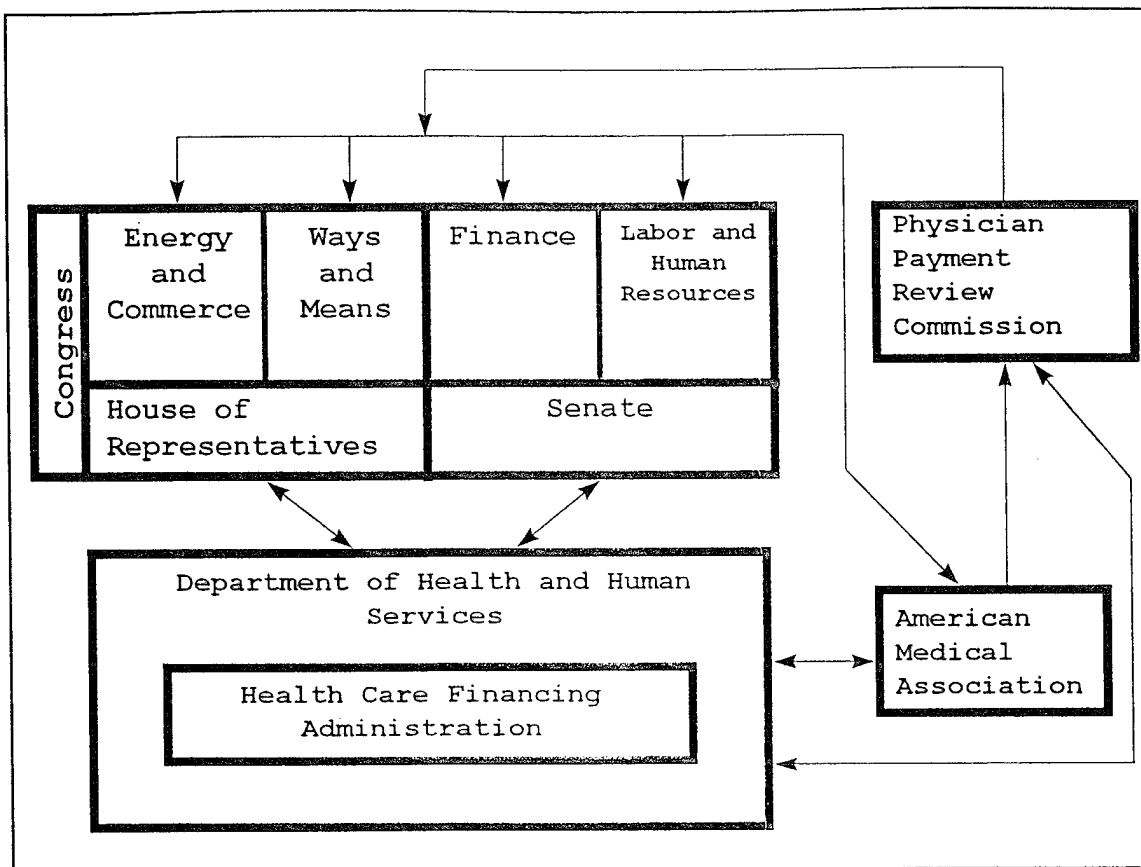 Congress
Energy
and
Commerce
Ways
and
Means
Finance
Labor and
Human
Resources
House of
Representatives
Senate
Physician
Payment
Review
Commission
Department of Health and Human
Services
Health Care Financing
Administration
American
Medical
Association